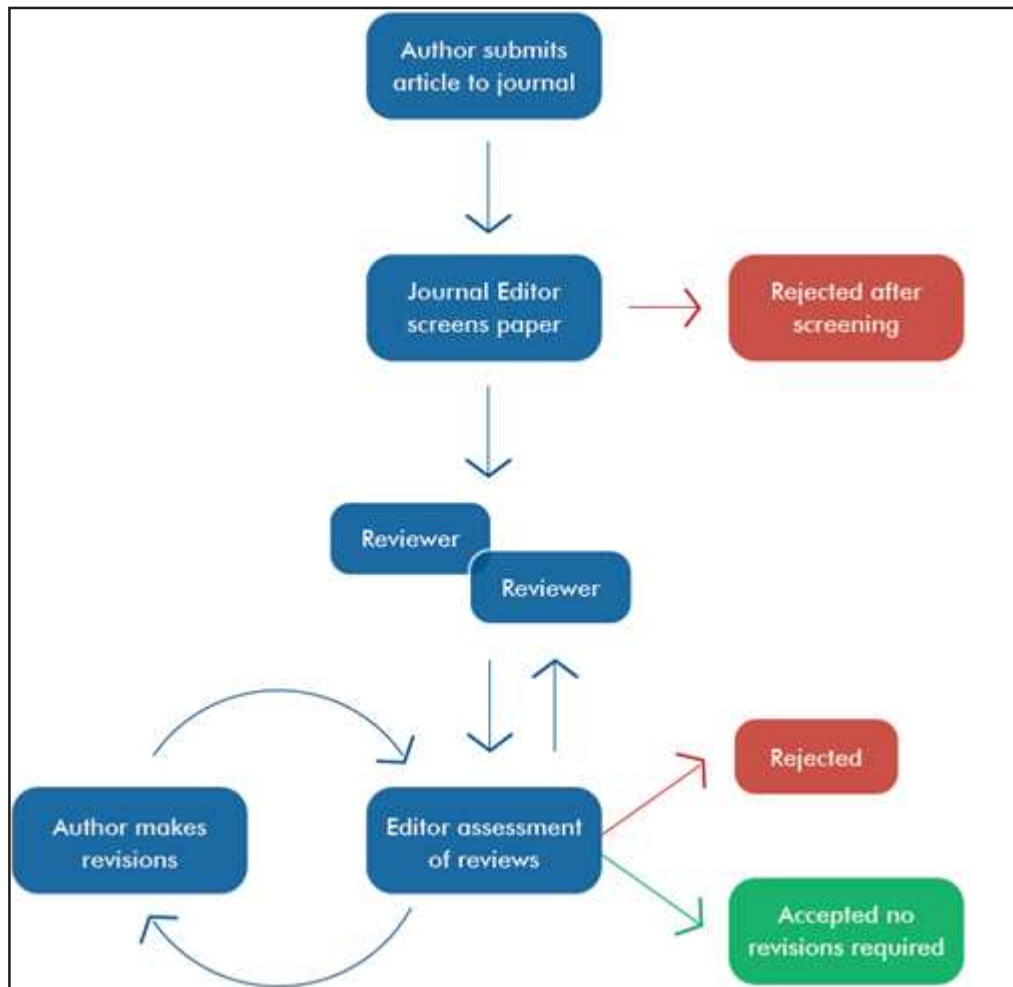 Author submits
article to journal
Journal Editor
screens paper
Rejected after
screening
Reviewer
Reviewer
Author makes
revisions
Editor assessment
of reviews
Rejected
Accepted no
revisions required